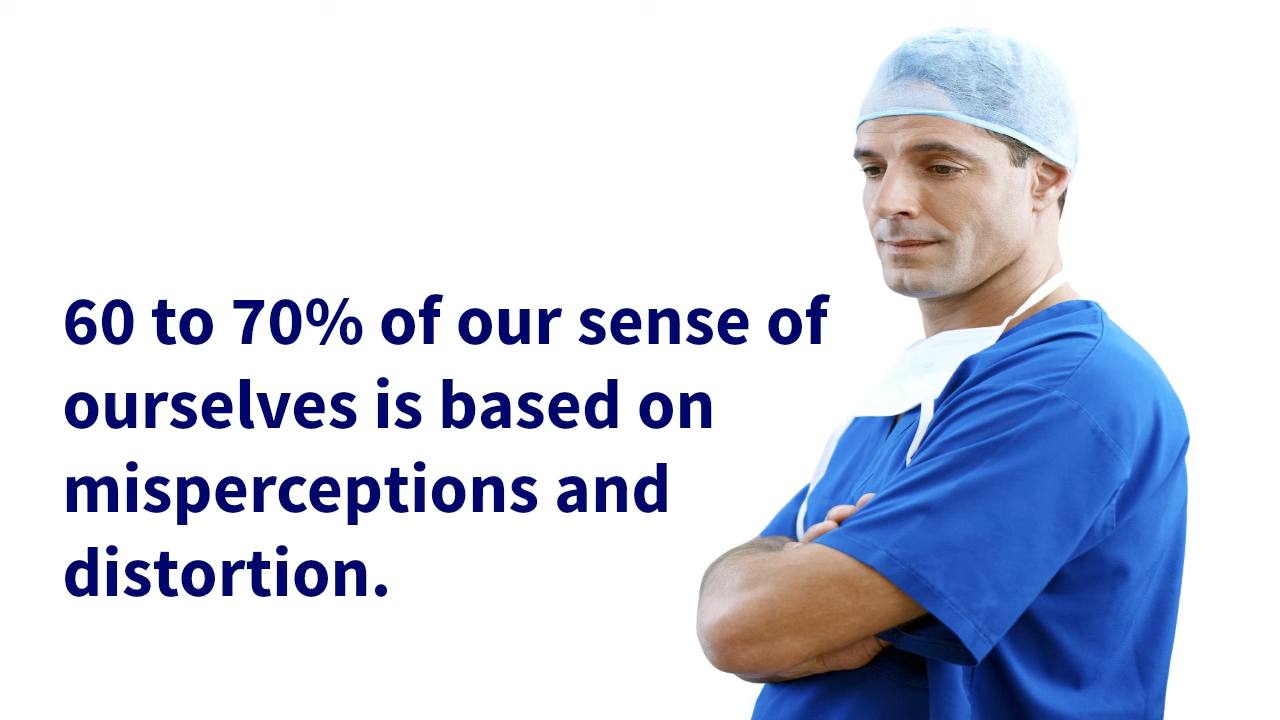 60 to 70% of our sense of
ourselves is based on
misperceptions and
distortion.